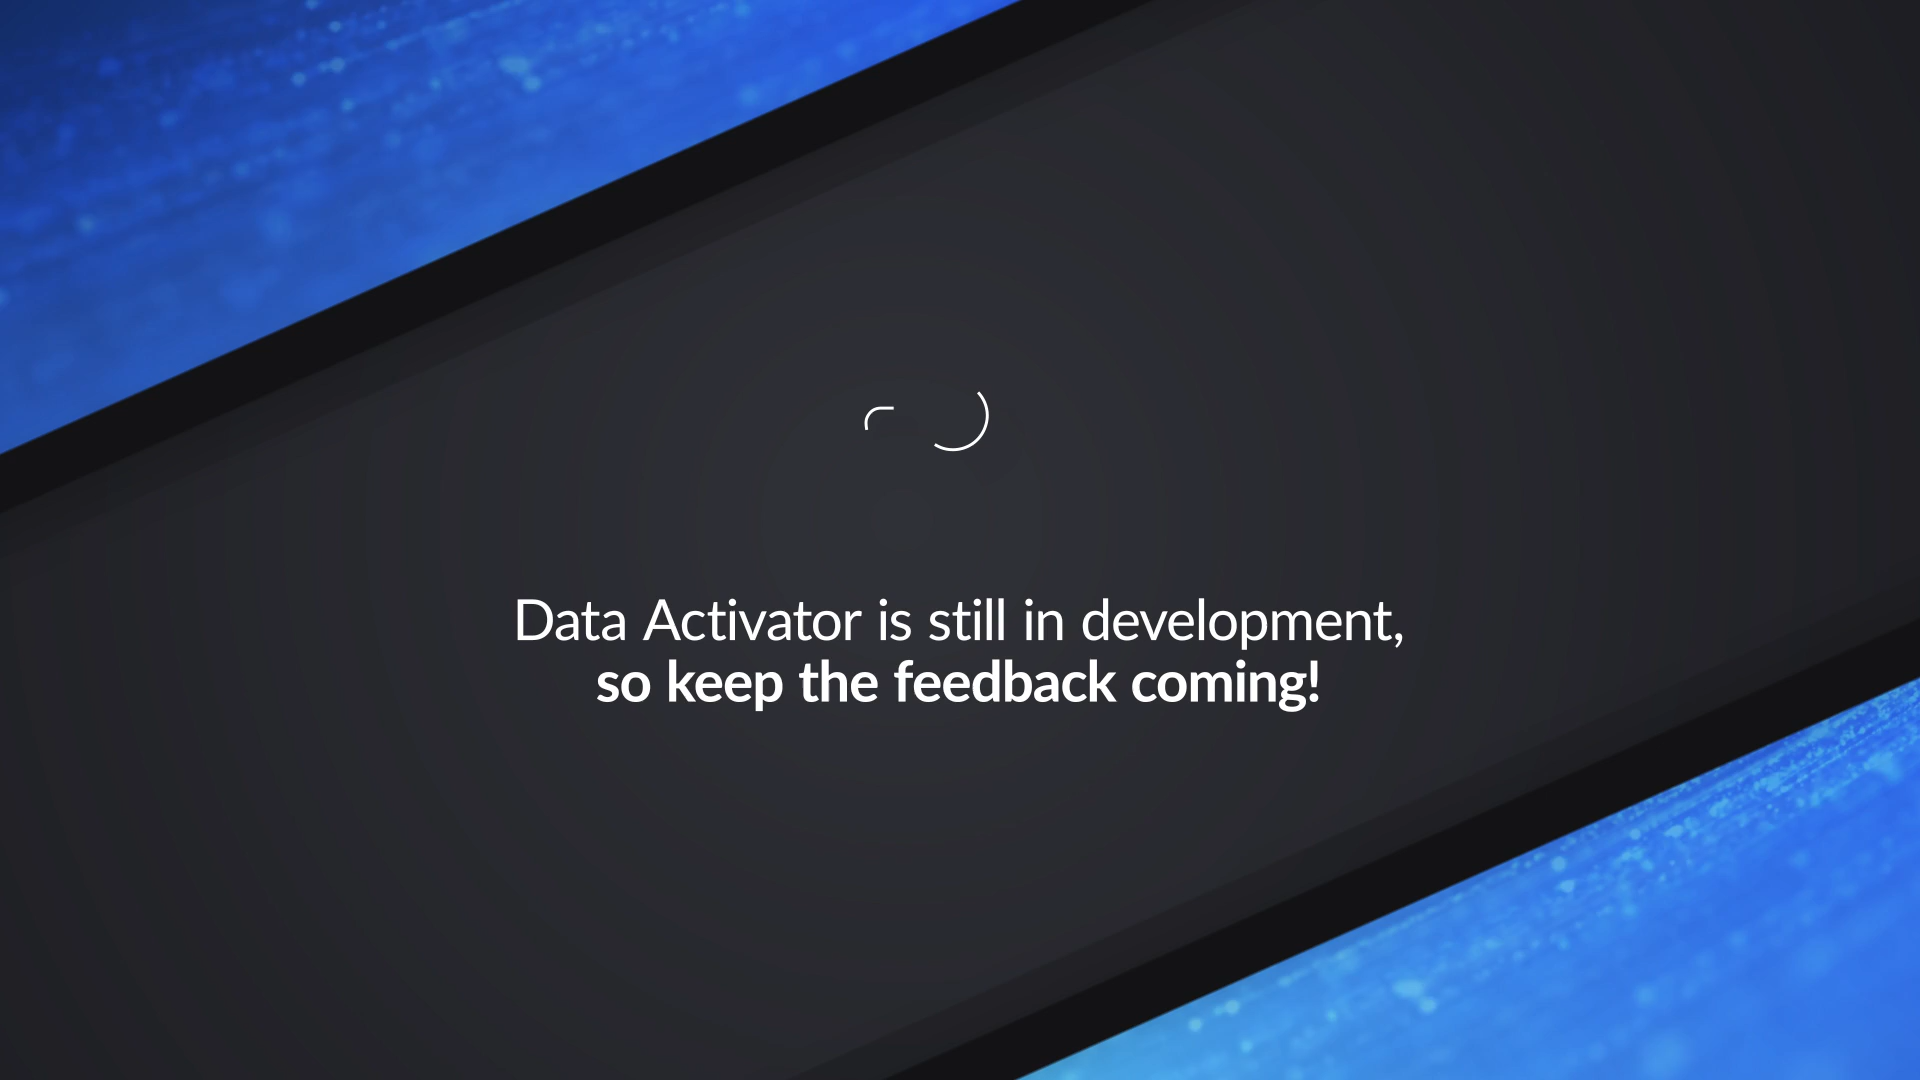 Data Activator is still in development,
so keep the feedback coming!